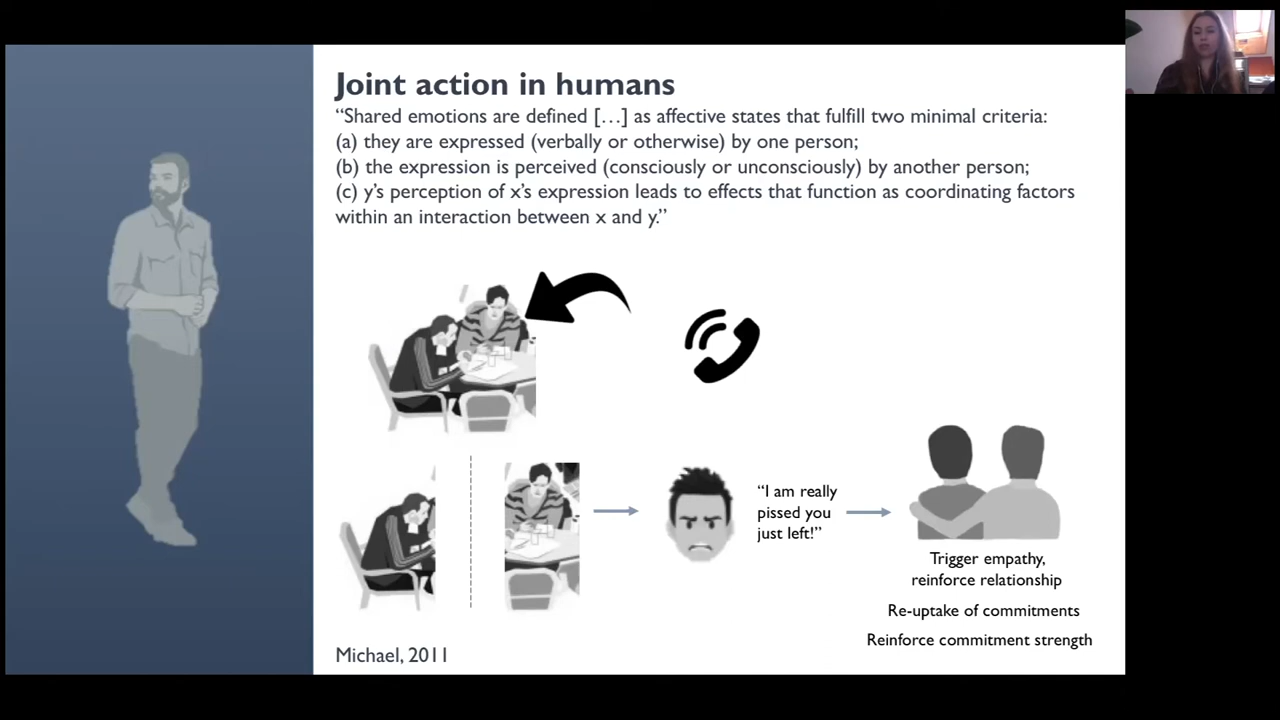 Joint action in humans
“Shared emotions are defined […] as affective states that fulfill two minimal criteria:
(a) they are expressed (verbally or otherwise) by one person;
(b) the expression is perceived (consciously or unconsciously) by another person;
(c) y’s perception of x’s expression leads to effects that function as coordinating factors
within an interaction between x and y.”
“I am really
pissed you
just left!”
Trigger empathy,
reinforce relationship
Re-uptake of commitments
Reinforce commitment strength
Michael, 2011